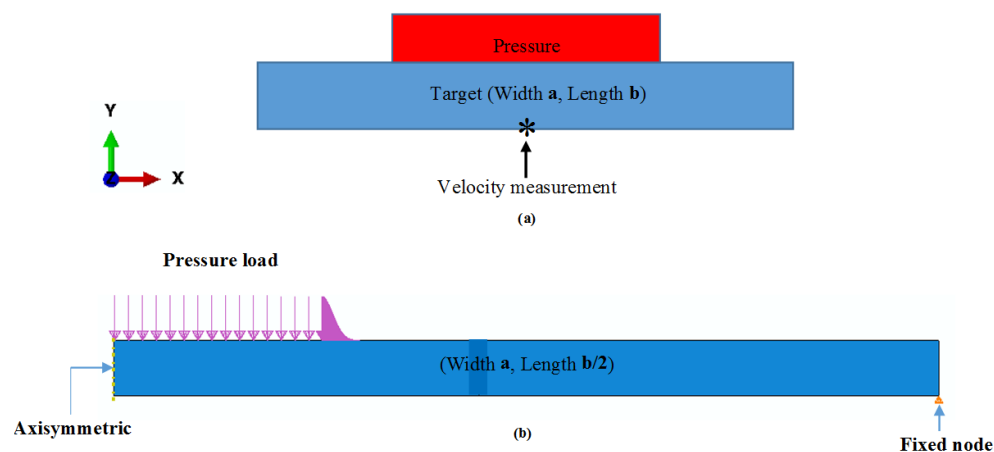 Pressure
Target (Width a, Length b)
Y
Z
X
Velocity measurement
(a)
Pressure load
(Width a, Length b/2)
Axisymmetric
(b)
Fixed node